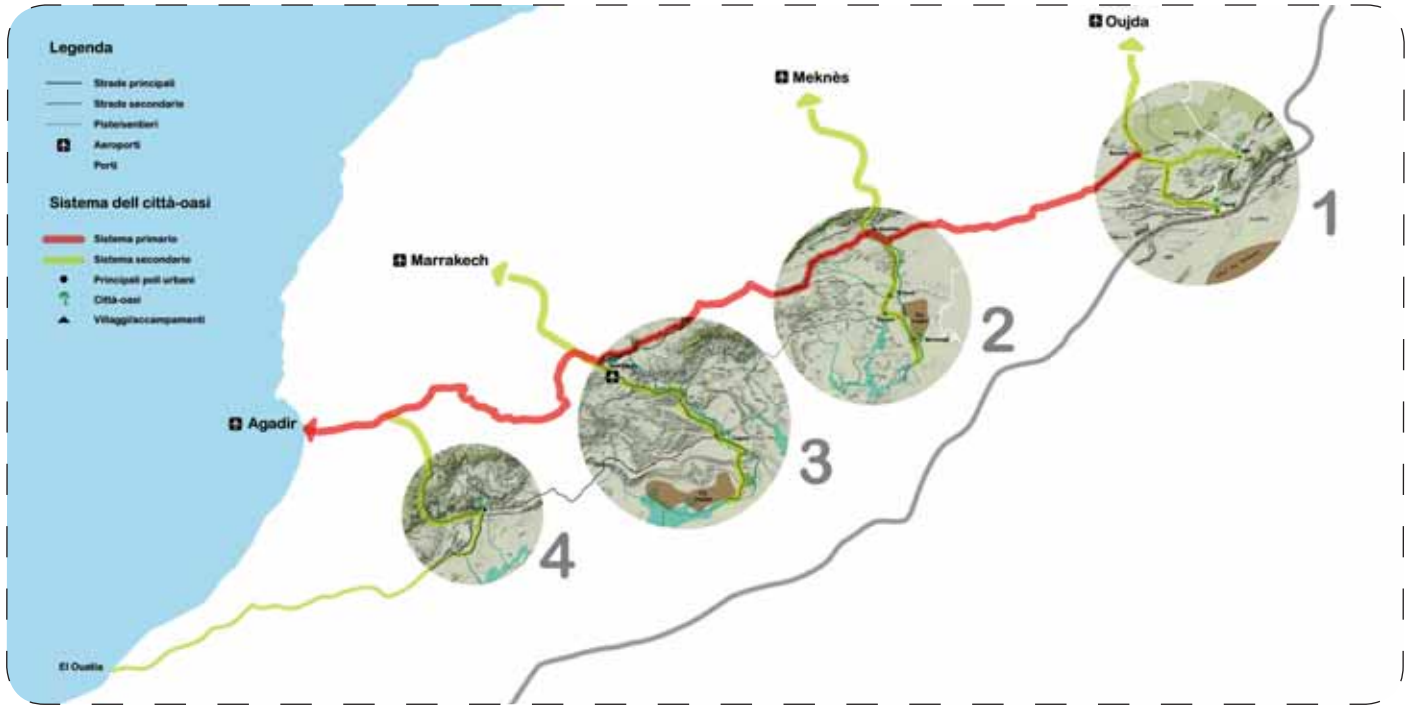 Legenda
Strade principali
Strade secondarie
Piste/sentieri
Aeroporti
Porti
Sistema dell città-oasi
Sistema primario
Sistema secondario
Principali poli urbani
Città-oasi
Villaggi/accampamenti
Oujda
Meknès
Marrakech
Agadir
El Ouatia
1
2
3
4